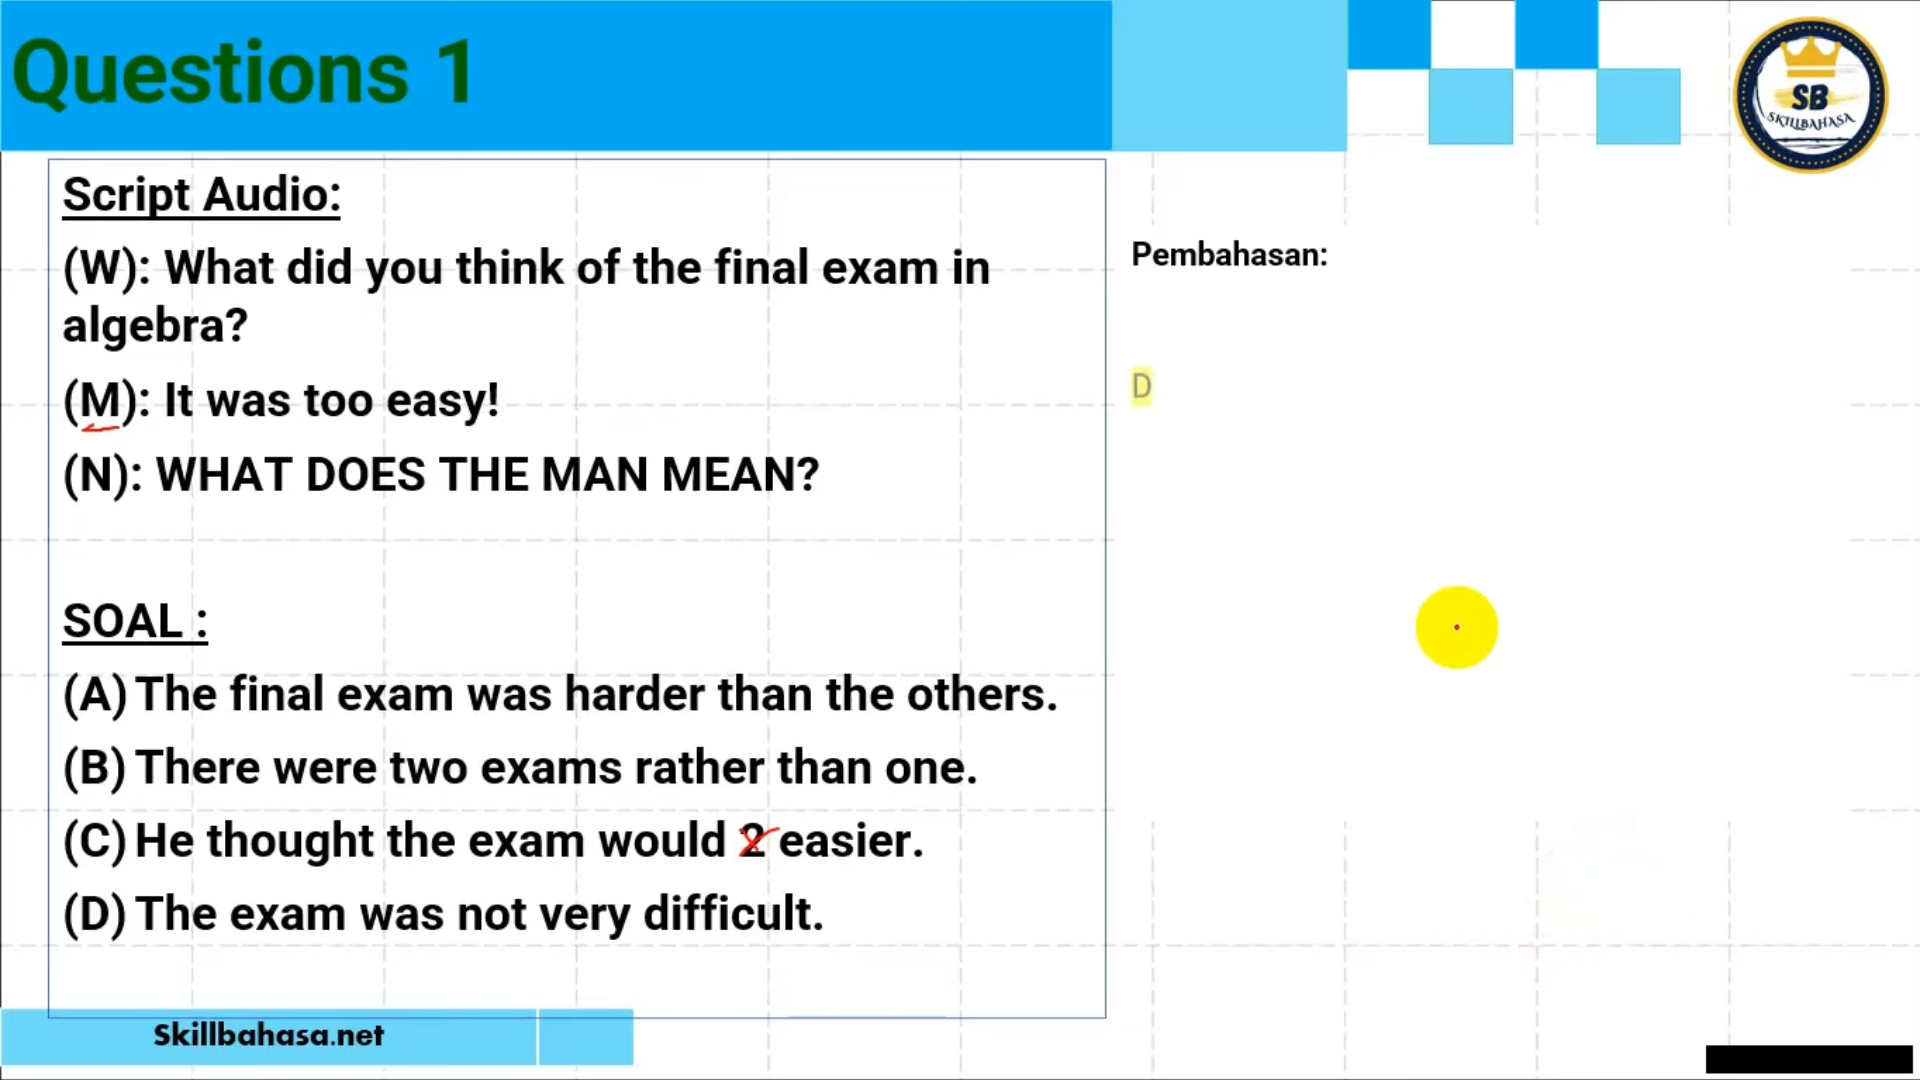 Questions 1
SB
SKILLBAHASA
Script Audio:
(W): What did you think of the final exam in
algebra?
(M): It was too easy!
(N): WHAT DOES THE MAN MEAN?
SOAL :
(A) The final exam was harder than the others.
(B) There were two exams rather than one.
(C) He thought the exam would 2 easier.
(D) The exam was not very difficult.
Pembahasan:
D
Skillbahasa.net